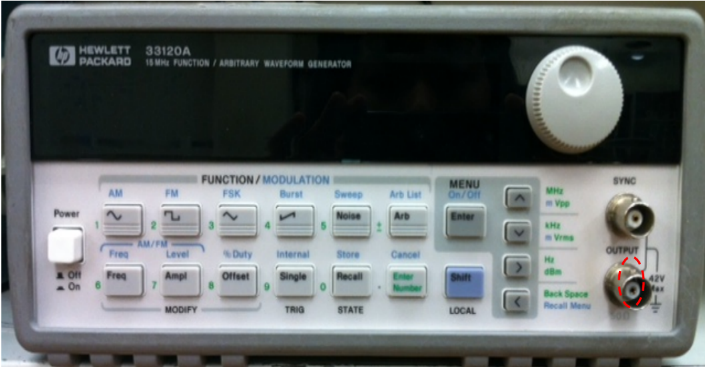 hp HEWLETT PACKARD 33120A
15 MHz FUNCTION / ARBITRARY WAVEFORM GENERATOR
FUNCTION / MODULATION
AM FM FSK Burst Sweep Arb List
1 2 3 4 5 Noise ± Arb
Power
Off
On
AM/FM
Freq Level % Duty Internal Store Cancel
6 Freq 7 Ampl 8 Offset 9 Single 0 Recall . Enter Number
MODIFY TRIG STATE
MENU
On/Off
Enter
Shift
LOCAL
MHz
m Vpp
kHz
m Vrms
Hz
dBm
Back Space
Recall Menu
SYNC
OUTPUT
42V
Max